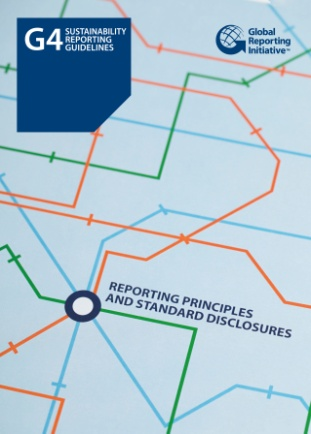 G4 SUSTAINABILITY
REPORTING
GUIDELINES
Global
Reporting
Initiative™
REPORTING PRINCIPLES
AND STANDARD DISCLOSURES